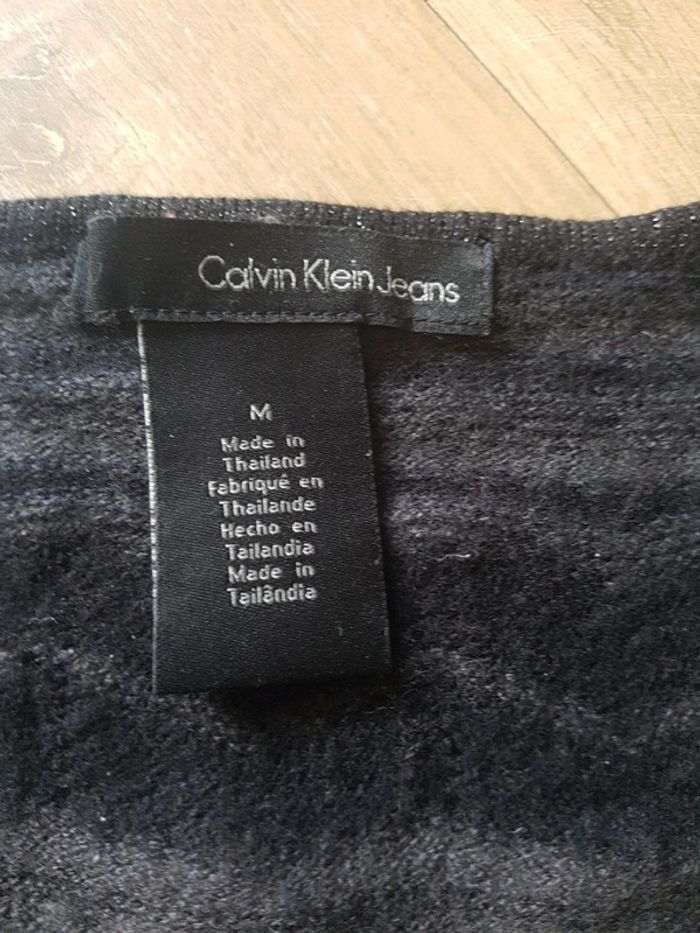 Calvin Klein Jeans
M
Made in
Thailand
Fabriqué en
Thaïlande
Hecho en
Tailandia
Made in
Tailândia